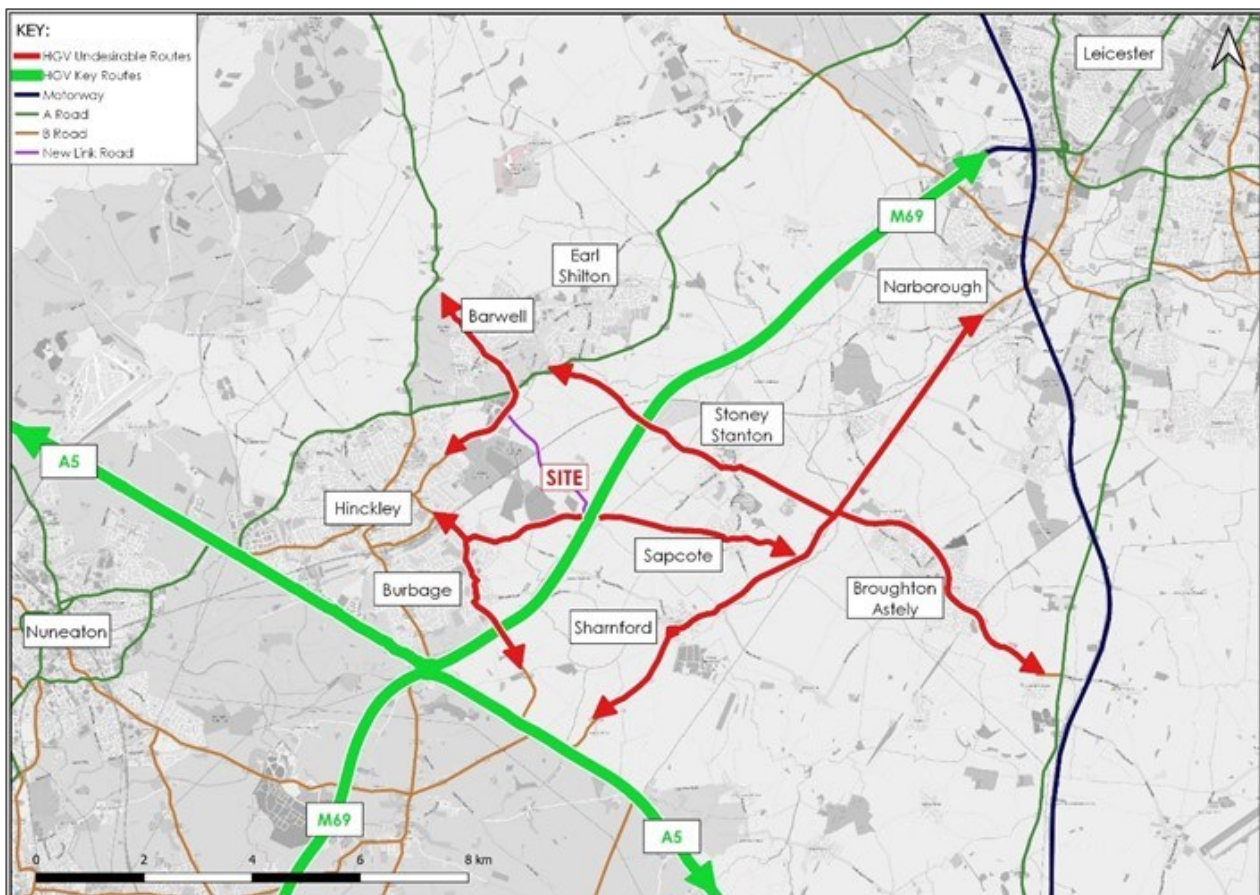 KEY:
HGV Undesirable Routes
HGV Key Routes
Motorway
A Road
B Road
New Link Road
Leicester
M69
Earl
Shilton
Narborough
Barwell
Stoney
Stanton
A5
SITE
Hinckley
Sapcote
Burbage
Broughton
Astely
Sharnford
Nuneaton
M69
A5
0 2 4 6 8 km